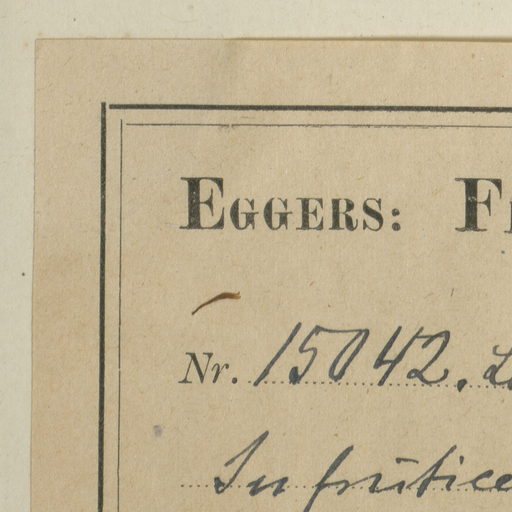 EGGERS: F
Nr. 15042.
In frutice